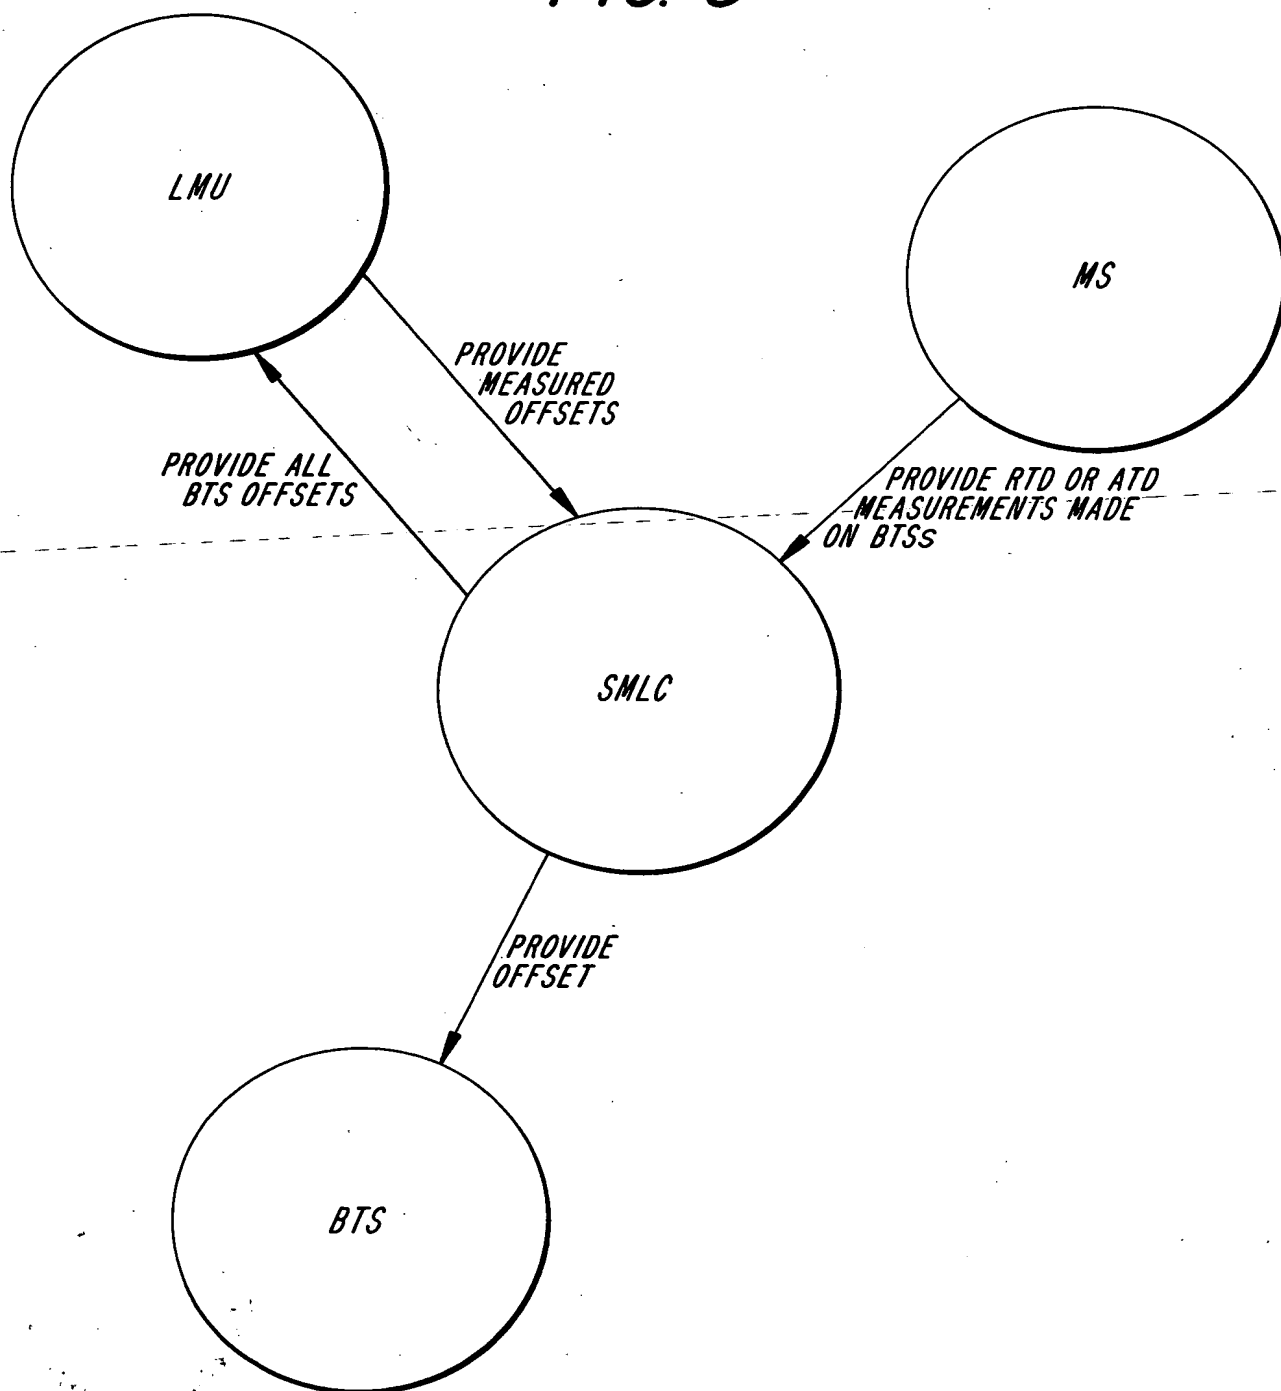 LMU
MS
PROVIDE
MEASURED
OFFSETS
PROVIDE ALL
BTS OFFSETS
PROVIDE RTD OR ATD
MEASUREMENTS MADE
ON BTSs
SMLC
PROVIDE
OFFSET
BTS